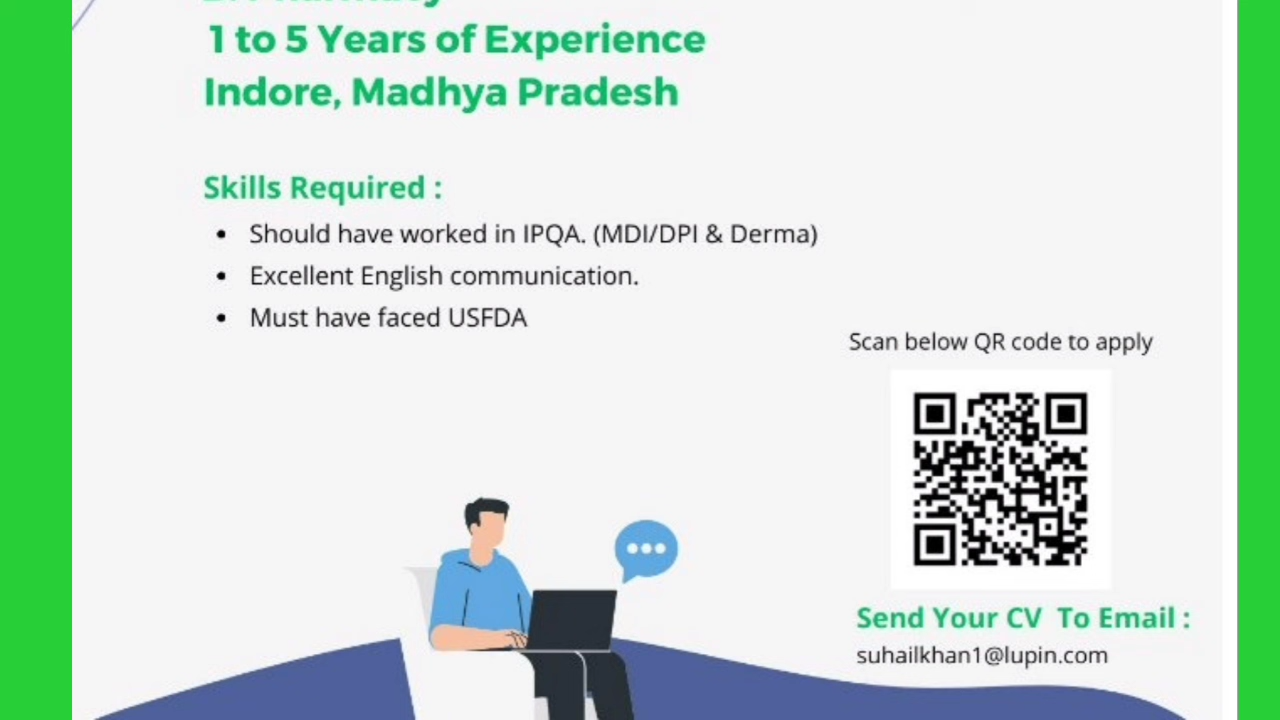 1 to 5 Years of Experience
Indore, Madhya Pradesh
Skills Required :
• Should have worked in IPQA. (MDI/DPI & Derma)
• Excellent English communication.
• Must have faced USFDA
Scan below QR code to apply
Send Your CV To Email :
suhailkhan1@lupin.com